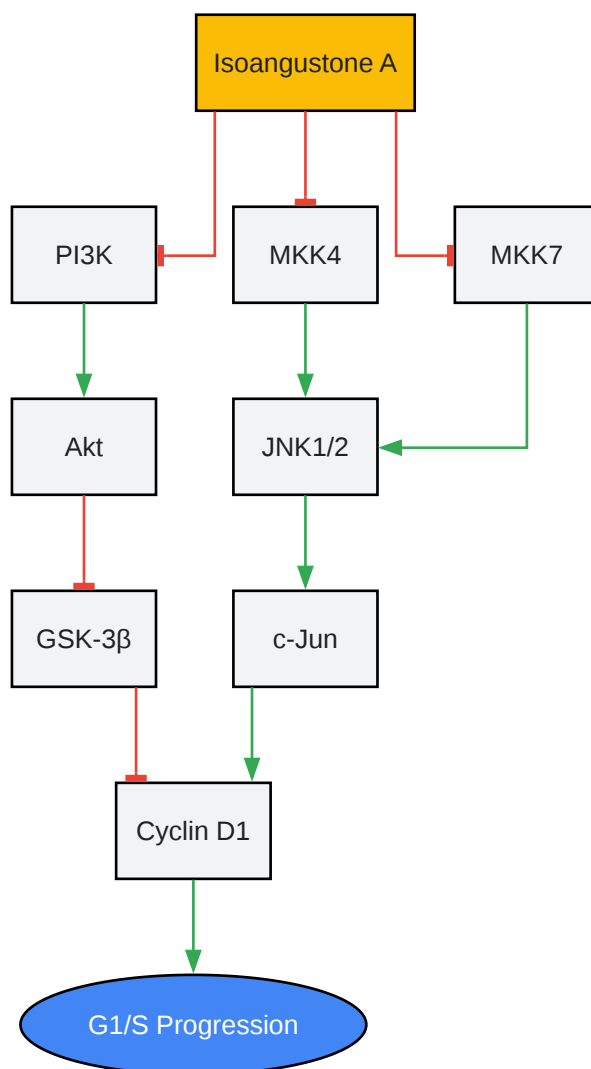 Isoangustone A
PI3K
MKK4
MKK7
Akt
JNK1/2
GSK-3β
c-Jun
Cyclin D1
G1/S Progression